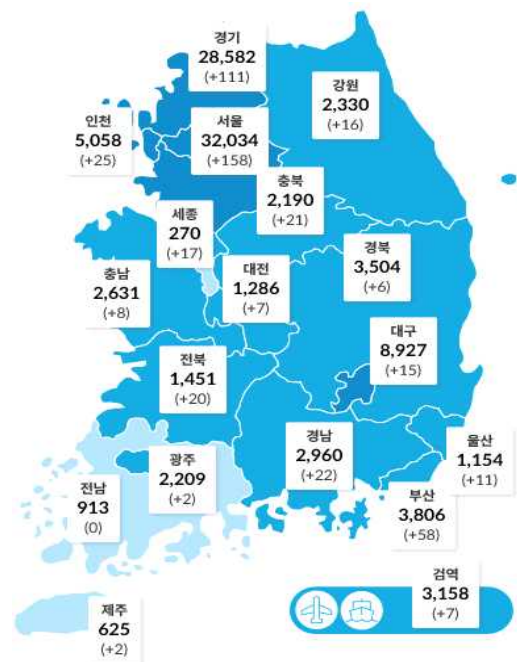 경기
28,582
(+111)
강원
2,330
(+16)
인천
5,058
(+25)
서울
32,034
(+158)
충북
2,190
(+21)
세종
270
(+17)
경북
3,504
(+6)
충남
2,631
(+8)
대전
1,286
(+7)
대구
8,927
(+15)
전북
1,451
(+20)
경남
2,960
(+22)
울산
1,154
(+11)
광주
2,209
(+2)
전남
913
(0)
부산
3,806
(+58)
검역
3,158
(+7)
제주
625
(+2)